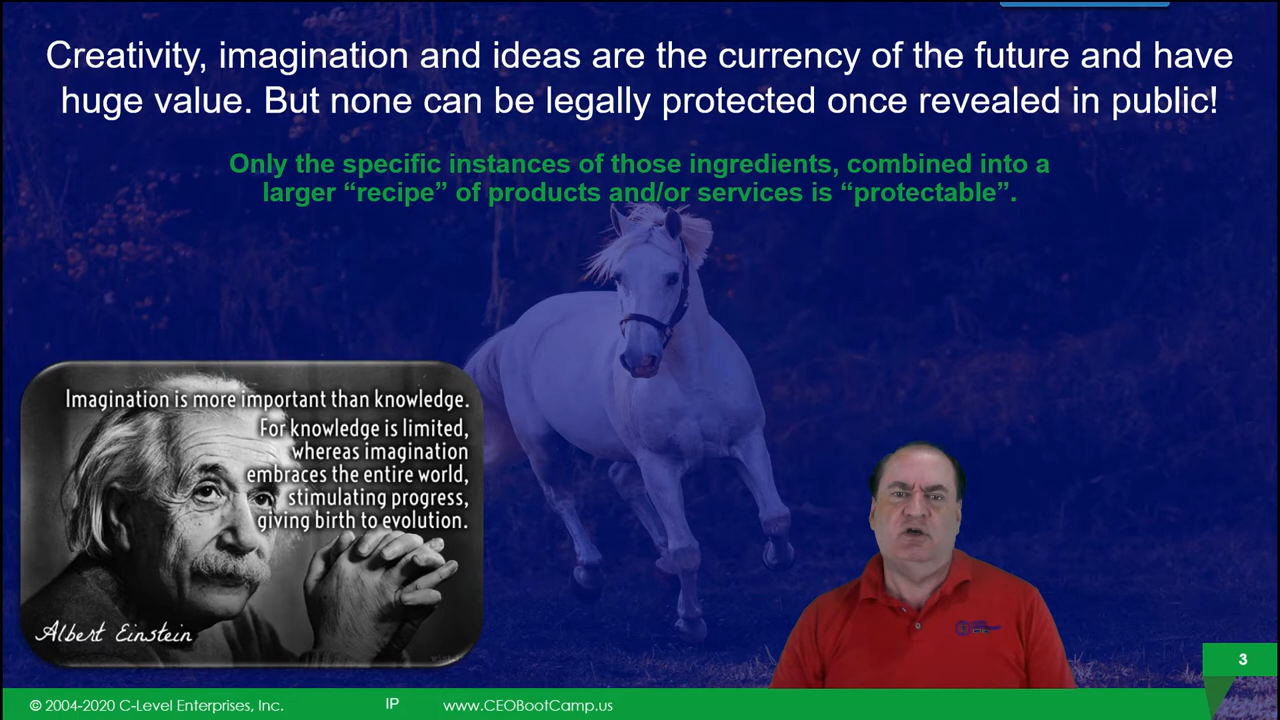 Creativity, imagination and ideas are the currency of the future and have
huge value. But none can be legally protected once revealed in public!
Only the specific instances of those ingredients, combined into a
larger “recipe” of products and/or services is “protectable”.
Imagination is more important than knowledge.
For knowledge is limited,
whereas imagination
embraces the entire world,
stimulating progress,
giving birth to evolution.
Albert Einstein
3
© 2004-2020 C-Level Enterprises, Inc.
IP
www.CEOBootCamp.us